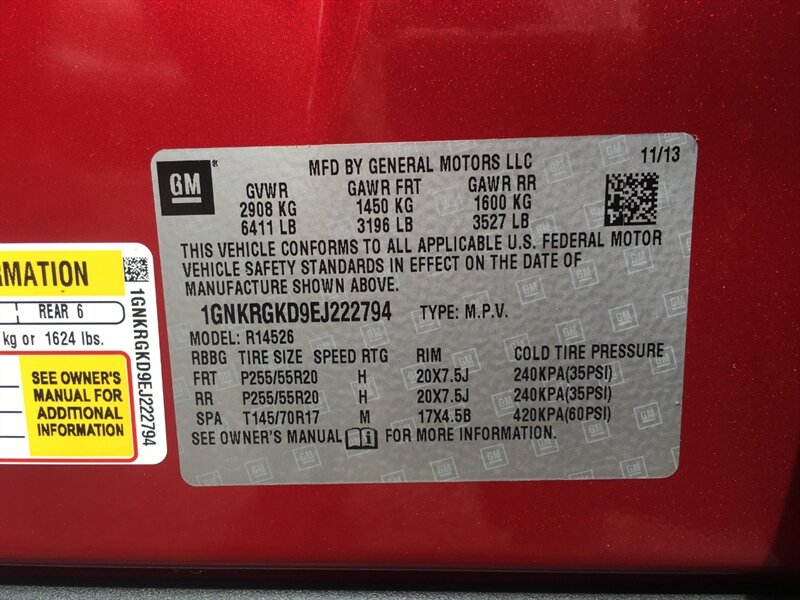 GM
MFD BY GENERAL MOTORS LLC
11/13
GVWR GAWR FRT GAWR RR
2908 KG 1450 KG 1600 KG
6411 LB 3196 LB 3527 LB
THIS VEHICLE CONFORMS TO ALL APPLICABLE U.S. FEDERAL MOTOR
VEHICLE SAFETY STANDARDS IN EFFECT ON THE DATE OF
MANUFACTURE SHOWN ABOVE.
1GNKRGKD9EJ222794 TYPE: M.P.V.
MODEL: R14526
RBBG TIRE SIZE SPEED RTG RIM COLD TIRE PRESSURE
FRT P255/55R20 H 20X7.5J 240KPA(35PSI)
RR P255/55R20 H 20X7.5J 240KPA(35PSI)
SPA T145/70R17 M 17X4.5B 420KPA(60PSI)
SEE OWNER'S MANUAL FOR MORE INFORMATION.
RMATION
REAR 6
kg or 1624 lbs.
SEE OWNER'S
MANUAL FOR
ADDITIONAL
INFORMATION
1GNKRGKD9EJ222794